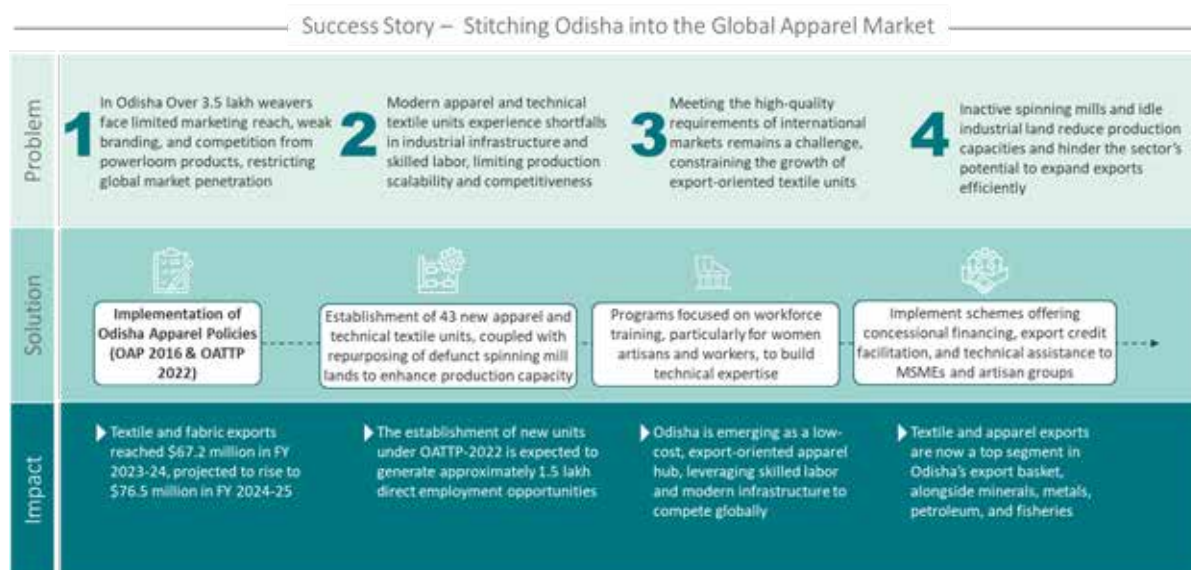 Success Story – Stitching Odisha into the Global Apparel Market
Problem
1
In Odisha Over 3.5 lakh weavers
face limited marketing reach, weak
branding, and competition from
powerloom products, restricting
global market penetration
2
Modern apparel and technical
textile units experience shortfalls
in industrial infrastructure and
skilled labor, limiting production
scalability and competitiveness
3
Meeting the high-quality
requirements of international
markets remains a challenge,
constraining the growth of
export-oriented textile units
4
Inactive spinning mills and idle
industrial land reduce production
capacities and hinder the sector's
potential to expand exports
efficiently
Solution
Implementation of
Odisha Apparel Policies
(OAP 2016 & OATTP
2022)
Establishment of 43 new apparel and
technical textile units, coupled with
repurposing of defunct spinning mill
lands to enhance production capacity
Programs focused on workforce
training, particularly for women
artisans and workers, to build
technical expertise
Implement schemes offering
concessional financing, export credit
facilitation, and technical assistance to
MSMEs and artisan groups
Impact
Textile and fabric exports
reached $67.2 million in FY
2023-24, projected to rise to
$76.5 million in FY 2024-25
The establishment of new units
under OATTP-2022 is expected to
generate approximately 1.5 lakh
direct employment opportunities
Odisha is emerging as a low-
cost, export-oriented apparel
hub, leveraging skilled labor
and modern infrastructure to
compete globally
Textile and apparel exports
are now a top segment in
Odisha's export basket,
alongside minerals, metals,
petroleum, and fisheries